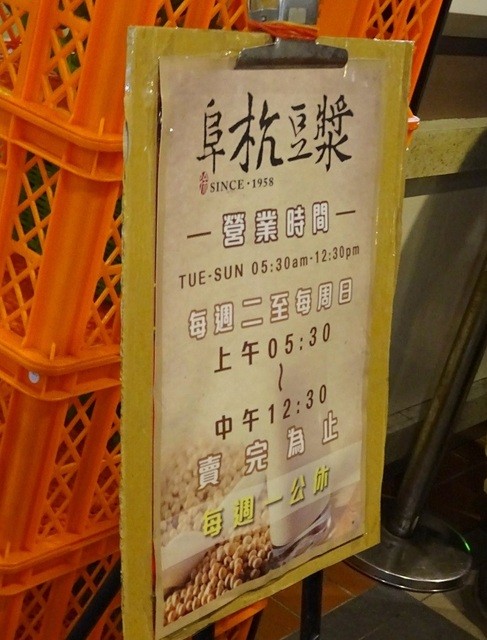 阜杭豆漿
SINCE·1958
—營業時間—
TUE-SUN 05:30am-12:30pm
每週二至每周日
上午05:30
~
中午12:30
賣完為止
每週一公休